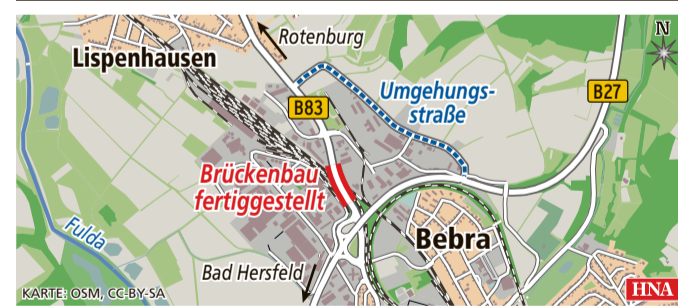 Rotenburg
N
Lispenhausen
B83
Umgehungs-
straße
B27
Brückenbau
fertiggestellt
Fulda
Bebra
Bad Hersfeld
KARTE: OSM, CC-BY-SA
HNA